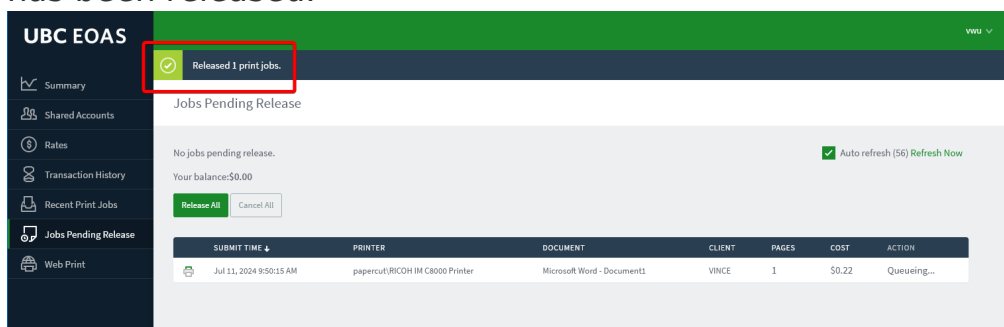 has been released.
UBC EOAS
vwu
Released 1 print jobs.
Summary
Shared Accounts
Rates
Transaction History
Recent Print Jobs
Jobs Pending Release
Web Print
Jobs Pending Release
No jobs pending release.
Auto refresh (56) Refresh Now
Your balance:$0.00
Release All Cancel All
SUBMIT TIME PRINTER DOCUMENT CLIENT PAGES COST ACTION
Jul 11, 2024 9:50:15 AM papercut\RICOH IM C8000 Printer Microsoft Word - Document1 VINCE 1 $0.22 Queueing...